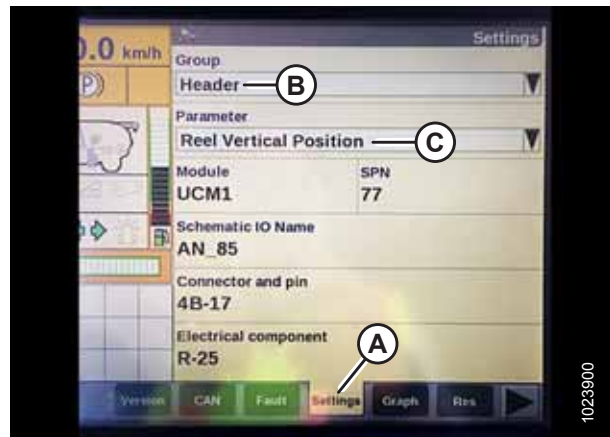 Settings
0.0 km/h
Group
(P)
Header
B
Parameter
Reel Vertical Position
C
Module SPN
UCM1 77
Schematic IO Name
AN_85
Connector and pin
4B-17
Electrical component
R-25
A
Version CAN Fault Settings Graph Res
1023900